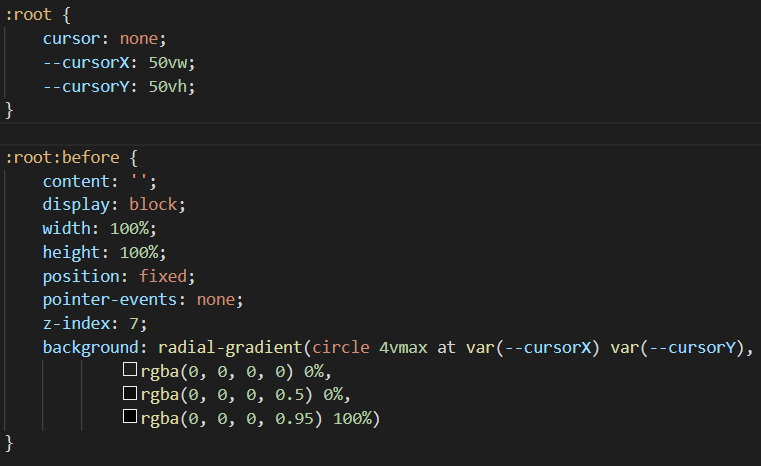 :root {
    cursor: none;
    --cursorX: 50vw;
    --cursorY: 50vh;
}

:root:before {
    content: '';
    display: block;
    width: 100%;
    height: 100%;
    position: fixed;
    pointer-events: none;
    z-index: 7;
    background: radial-gradient(circle 4vmax at var(--cursorX) var(--cursorY),
            rgba(0, 0, 0, 0) 0%,
            rgba(0, 0, 0, 0.5) 0%,
            rgba(0, 0, 0, 0.95) 100%)
}